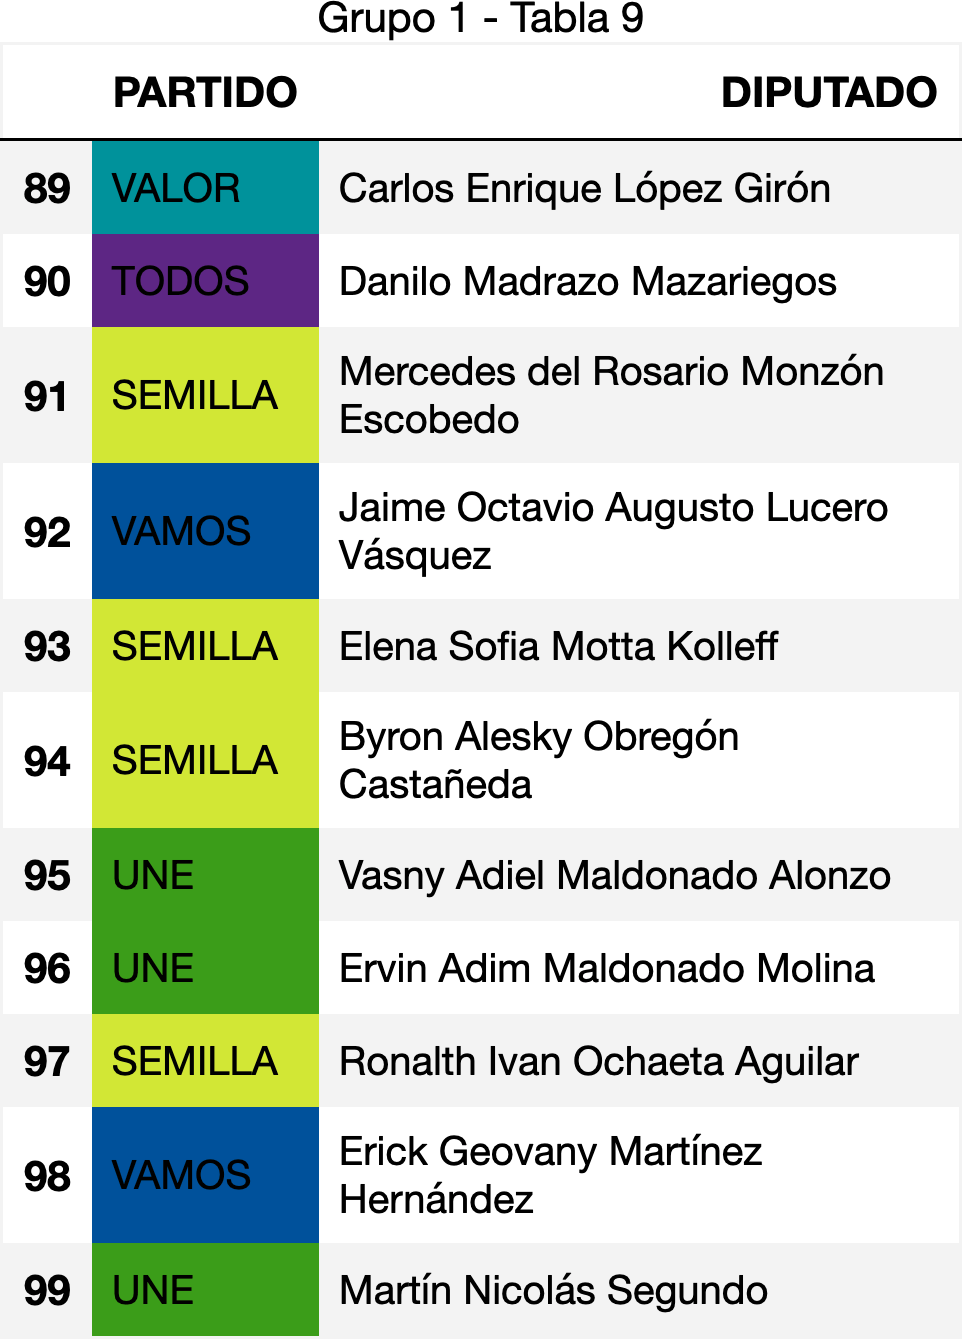 Grupo 1 - Tabla 9
PARTIDO DIPUTADO
89 VALOR Carlos Enrique López Girón
90 TODOS Danilo Madrazo Mazariegos
91 SEMILLA Mercedes del Rosario Monzón
Escobedo
92 VAMOS Jaime Octavio Augusto Lucero
Vásquez
93 SEMILLA Elena Sofia Motta Kolleff
94 SEMILLA Byron Alesky Obregón
Castañeda
95 UNE Vasny Adiel Maldonado Alonzo
96 UNE Ervin Adim Maldonado Molina
97 SEMILLA Ronalth Ivan Ochaeta Aguilar
98 VAMOS Erick Geovany Martínez
Hernández
99 UNE Martín Nicolás Segundo